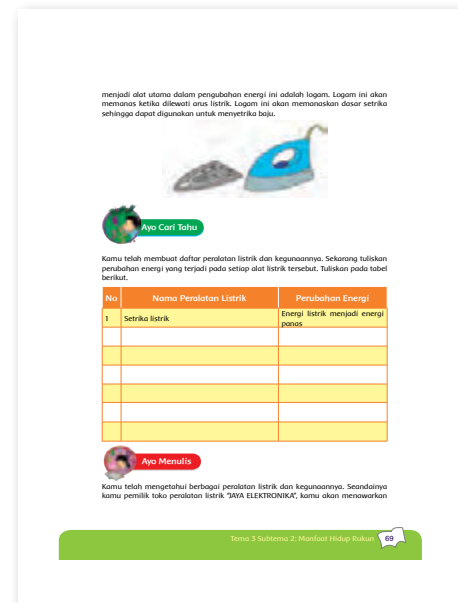 menjadi alat utama dalam pengubahan energi ini adalah logam. Logam ini akan
memanas ketika dilewati arus listrik. Logam ini akan memanaskan dasar setrika
sehingga dapat digunakan untuk menyetrika baju.
Ayo Cari Tahu
Kamu telah membuat daftar peralatan listrik dan kegunaannya. Sekarang tuliskan
perubahan energi yang terjadi pada setiap alat listrik tersebut. Tuliskan pada tabel
berikut.
No Nama Peralatan Listrik Perubahan Energi
1 Setrika listrik Energi listrik menjadi energi
panas
Ayo Menulis
Kamu telah mengetahui berbagai peralatan listrik dan kegunaannya. Seandainya
kamu pemilik toko peralatan listrik “JAYA ELEKTRONIKA”, kamu akan menawarkan
Tema 3 Subtema 2: Manfaat Hidup Rukun 69